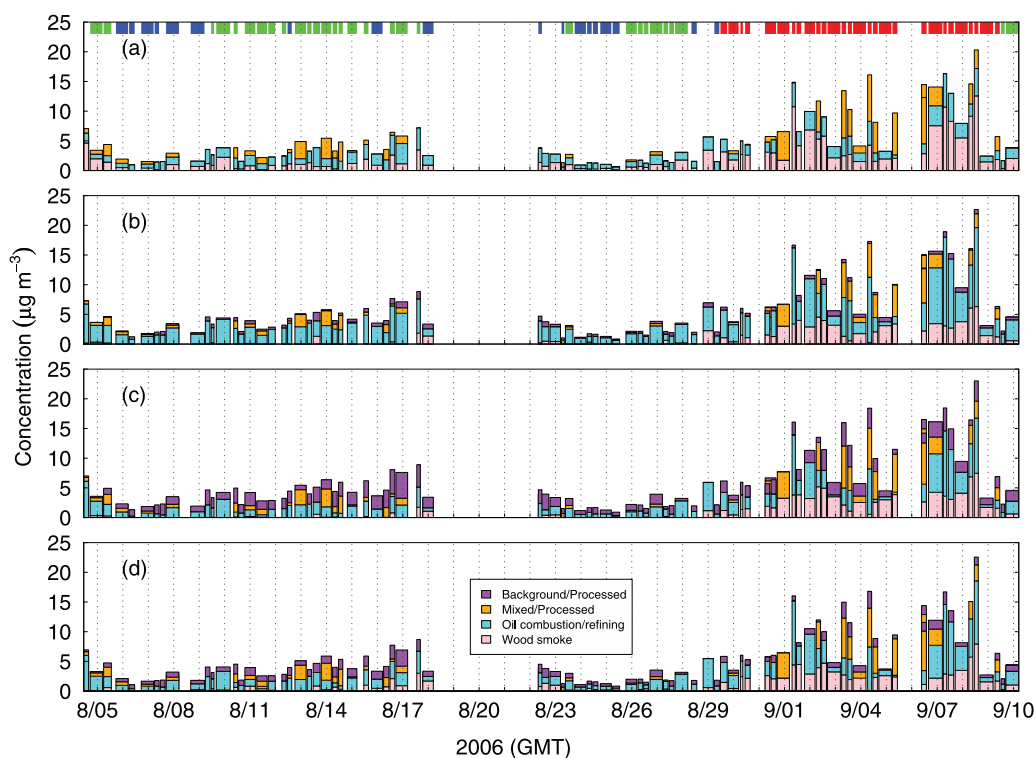 25
20
15
10
5
0
(a)
25
20
15
10
5
0
(b)
25
20
15
10
5
0
(c)
25
20
15
10
5
0
(d)
Concentration (µg m⁻³)
Background/Processed
Mixed/Processed
Oil combustion/refining
Wood smoke
8/05 8/08 8/11 8/14 8/17 8/20 8/23 8/26 8/29 9/01 9/04 9/07 9/10
2006 (GMT)